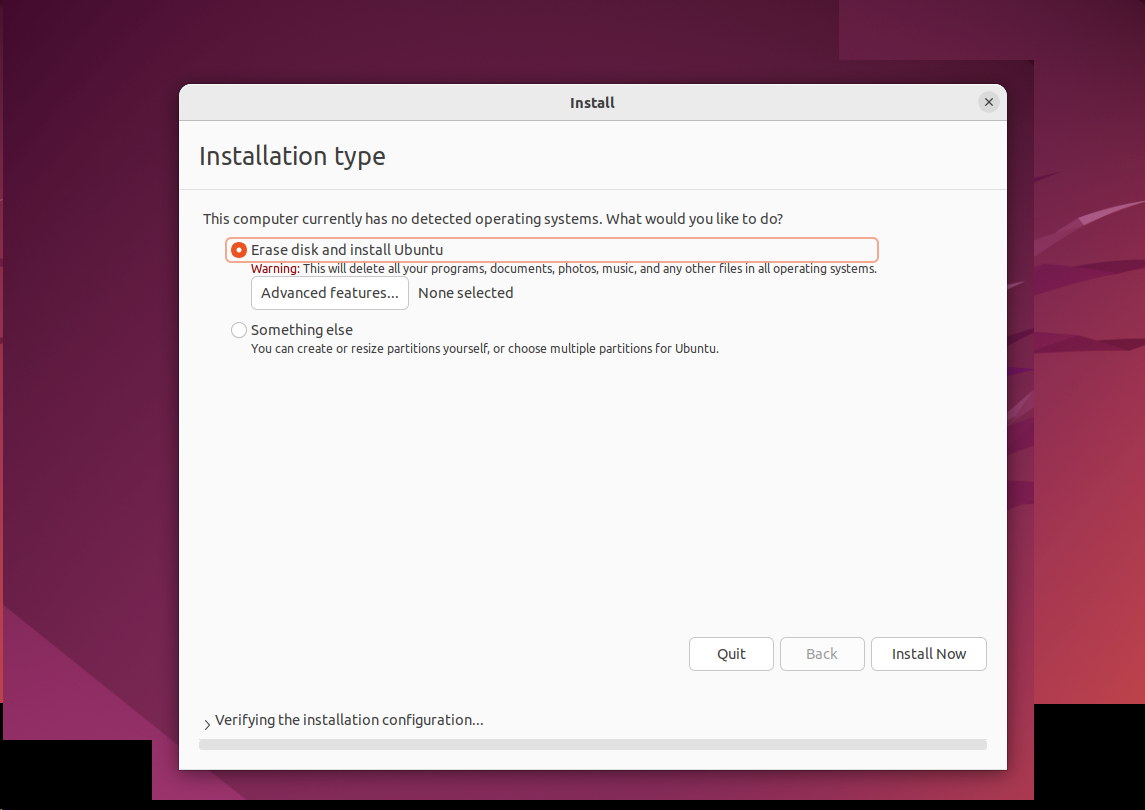 Install
Installation type
This computer currently has no detected operating systems. What would you like to do?
Erase disk and install Ubuntu
Warning: This will delete all your programs, documents, photos, music, and any other files in all operating systems.
Advanced features... None selected
Something else
You can create or resize partitions yourself, or choose multiple partitions for Ubuntu.
Quit Back Install Now
Verifying the installation configuration...